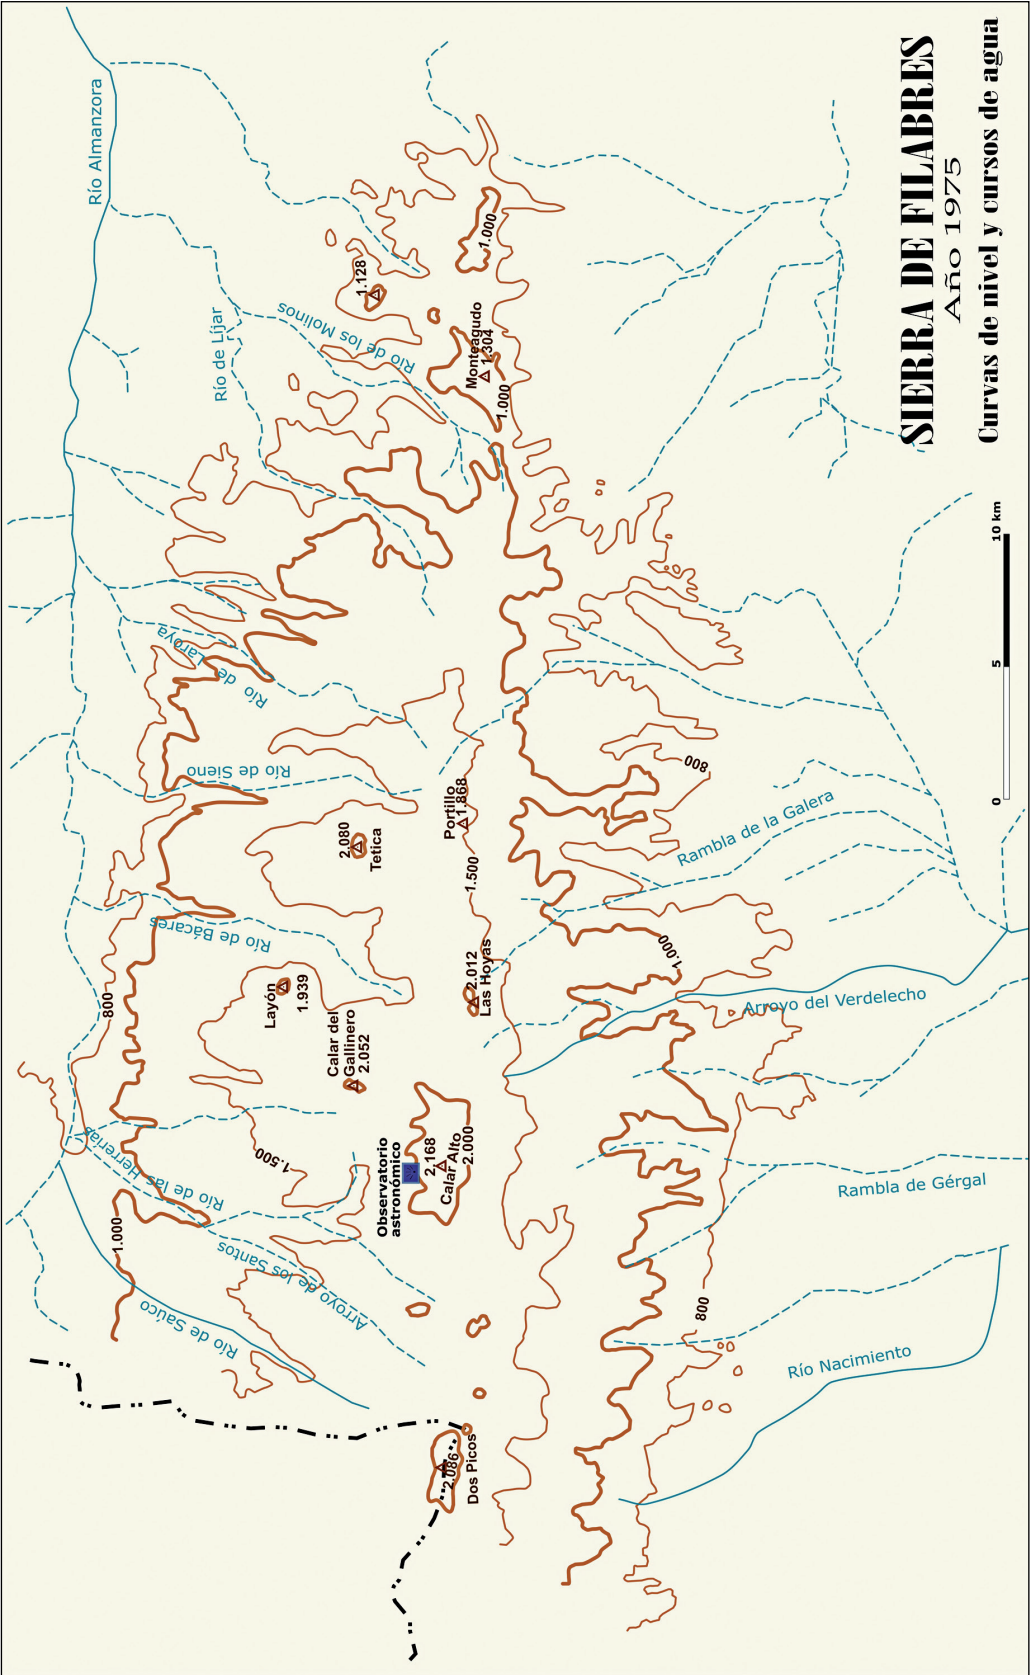 SIERRA DE FILABRES
Año 1975
Curvas de nivel y cursos de agua
0
5
10 km
Río Almanzora
Río de Líjar
Río de los Molinos
1.128
1.000
Monteagudo
1.304
1.000
Río de Laroya
Río de Sieno
Río de Bácares
2.080
Tetica
Portillo
1.868
1.500
800
Rambla de la Galera
800
Layón
1.939
Calar del
Gallinero
2.052
2.012
Las Hoyas
1.000
Arroyo del Verdelecho
Río de las Herrerías
1.500
Observatorio
astronómico
2.168
Calar Alto
2.000
Rambla de Gérgal
1.000
Arroyo de los Santos
Río de Saúco
800
Río Nacimiento
2.086
Dos Picos